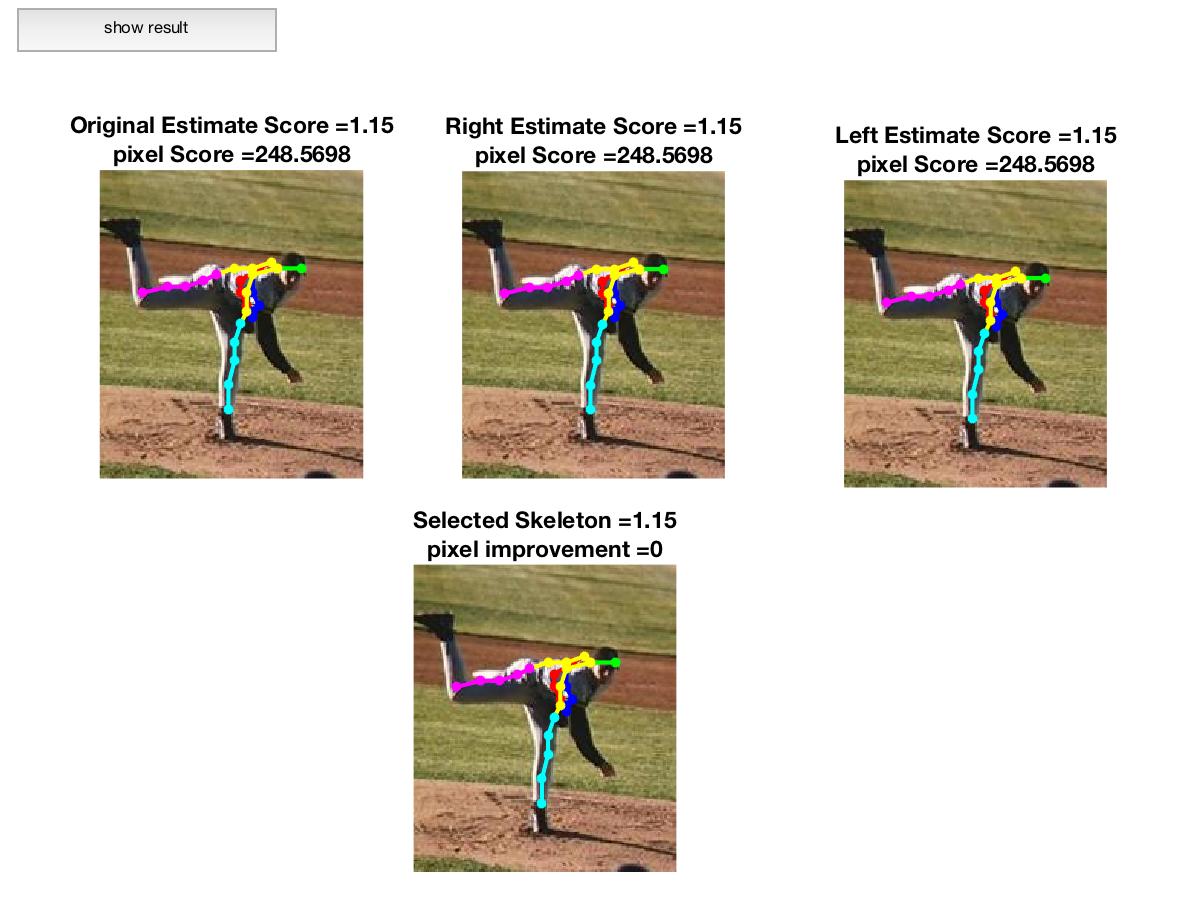 show result
Original Estimate Score =1.15
pixel Score =248.5698
Right Estimate Score =1.15
pixel Score =248.5698
Left Estimate Score =1.15
pixel Score =248.5698
Selected Skeleton =1.15
pixel improvement =0